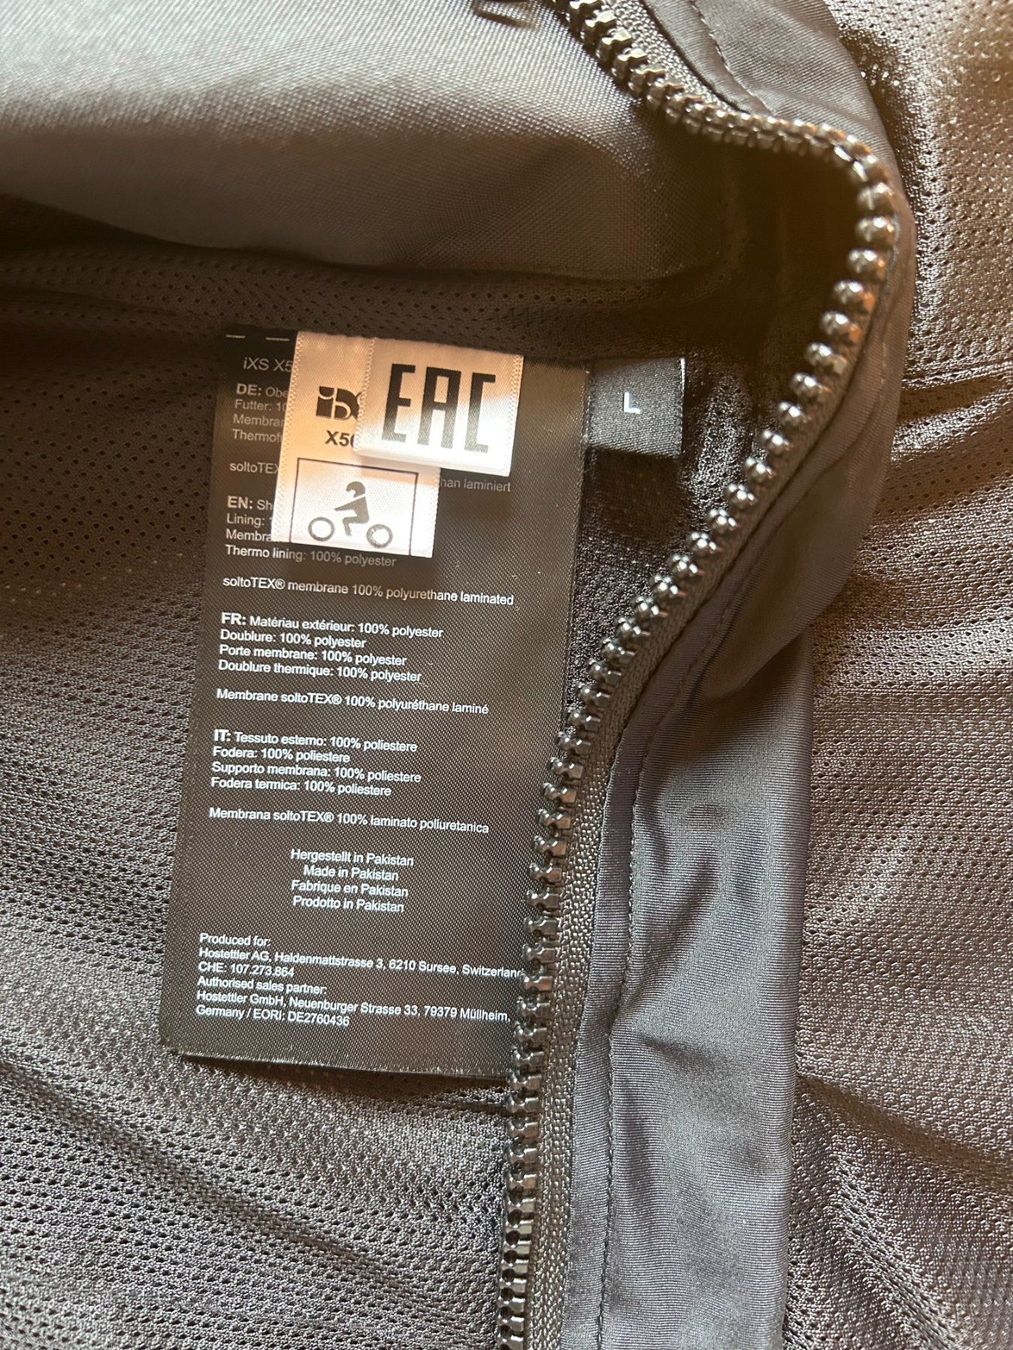 iXS X5
DE:
Futter:
soltoTEX
han laminiert
EN:
Lining:
Thermo lining: 100% polyester
soltoTEX® membrane 100% polyurethane laminated
FR: Matériau extérieur: 100% polyester
Doublure: 100% polyester
Porte membrane: 100% polyester
Doublure thermique: 100% polyester
Membrane soltoTEX® 100% polyuréthane laminé
IT: Tessuto esterno: 100% poliestere
Fodera: 100% poliestere
Supporto membrana: 100% poliestere
Fodera termica: 100% poliestere
Membrana soltoTEX® 100% laminato poliuretanica
Hergestellt in Pakistan
Made in Pakistan
Fabrique en Pakistan
Prodotto in Pakistan
Produced for:
Hostettler AG, Haldenmattstrasse 3, 6210 Sursee, Switzerland
CHE: 107.273.864
Authorised sales partner:
Hostettler GmbH, Neuenburger Strasse 33, 79379 Müllheim,
Germany / EORI: DE2760436
X50
EAC
L